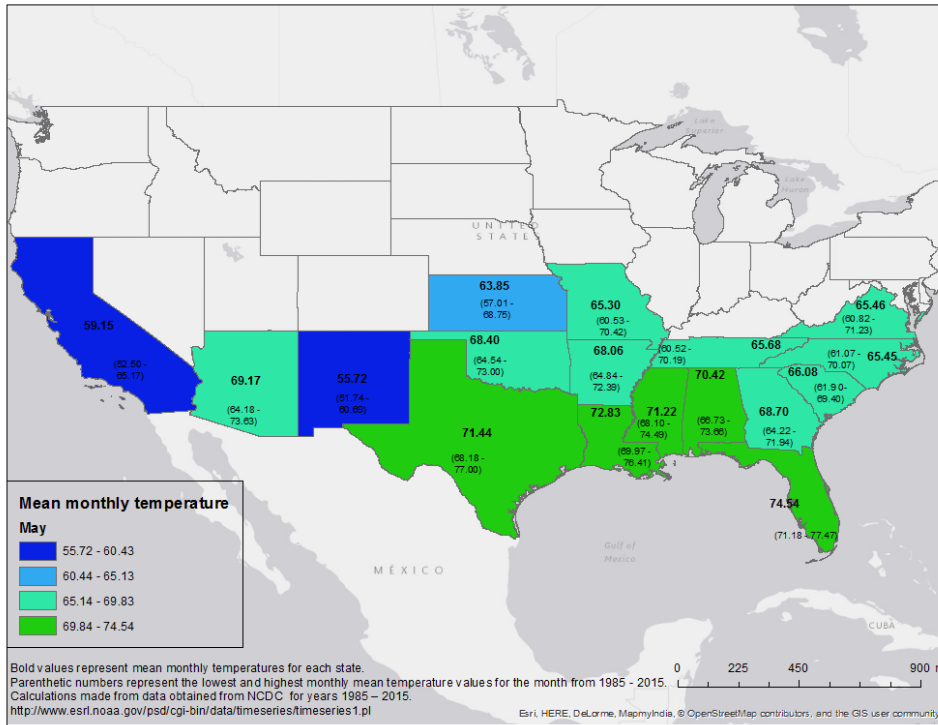 Lake
Superior
Lake
Huron
UNITED
STATES
63.85
(57.01 -
68.75)
65.30
(60.53 -
70.42)
65.46
(60.82 -
71.23)
59.15
68.40
(64.54 -
73.00)
68.06
(64.84 -
72.39)
(60.52 -
70.19)
65.68
(61.07 -
70.07)
65.45
69.17
(64.18 -
73.63)
55.72
60.69)
66.08
(61.90 -
69.40)
70.42
(66.73 -
73.66)
68.70
(64.22 -
71.94)
71.22
(68.10 -
74.49)
72.83
(69.97 -
76.41)
71.44
(68.18 -
77.00)
74.54
(71.18 - 77.47)
Gulf of
Mexico
MÉXICO
CUBA
Mean monthly temperature
May
55.72 - 60.43
60.44 - 65.13
65.14 - 69.83
69.84 - 74.54
Bold values represent mean monthly temperatures for each state.
Parenthetic numbers represent the lowest and highest monthly mean temperature values for the month from 1985 - 2015.
Calculations made from data obtained from NCDC for years 1985 – 2015.
http://www.esrl.noaa.gov/psd/cgi-bin/data/timeseries/timeseries1.pl
0 225 450 900
Esri, HERE, DeLorme, MapmyIndia, © OpenStreetMap contributors, and the GIS user community